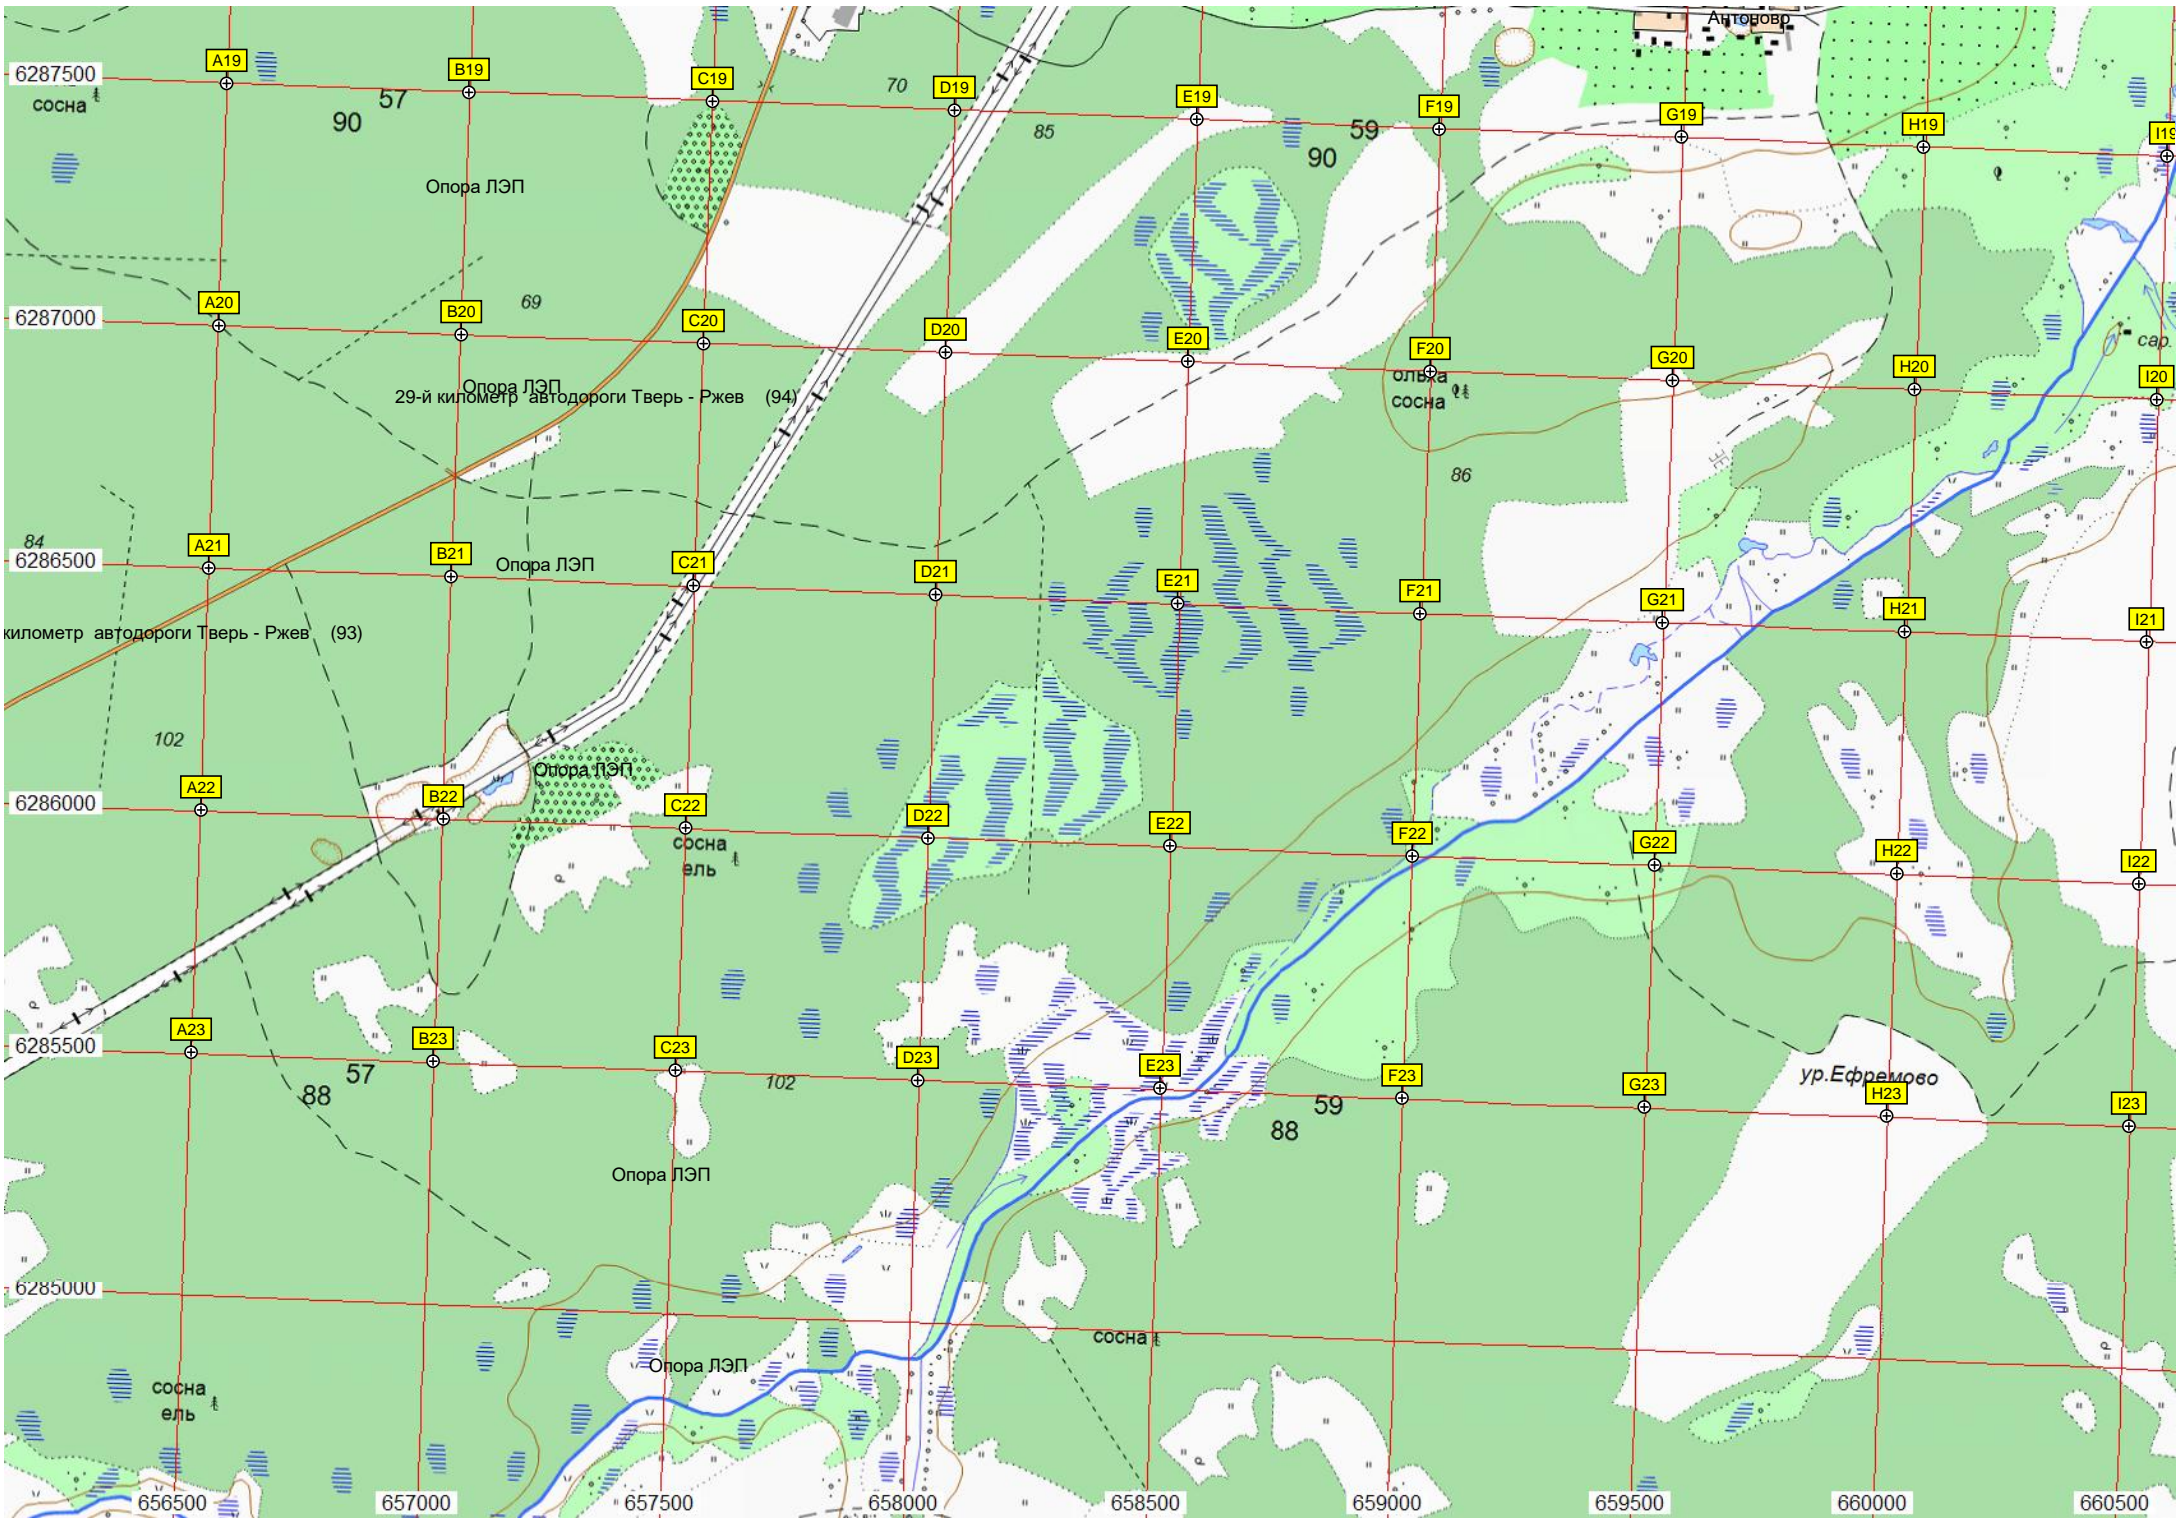 Антоново
A19
B19
C19
D19
E19
F19
G19
H19
I19
6287500
сосна
57
90
70
85
59
90
Опора ЛЭП
A20
B20
C20
D20
E20
F20
G20
H20
I20
6287000
69
сар.
Опора ЛЭП
29-й километр автодороги Тверь - Ржев (94)
ольха
сосна
86
84
A21
B21
C21
D21
E21
F21
G21
H21
I21
6286500
Опора ЛЭП
километр автодороги Тверь - Ржев (93)
102
Опора ЛЭП
A22
B22
C22
D22
E22
F22
G22
H22
I22
6286000
сосна
ель
A23
B23
C23
D23
E23
F23
G23
H23
I23
6285500
57
88
102
59
88
ур.Ефремово
Опора ЛЭП
6285000
сосна
Опора ЛЭП
сосна
ель
656500
657000
657500
658000
658500
659000
659500
660000
660500